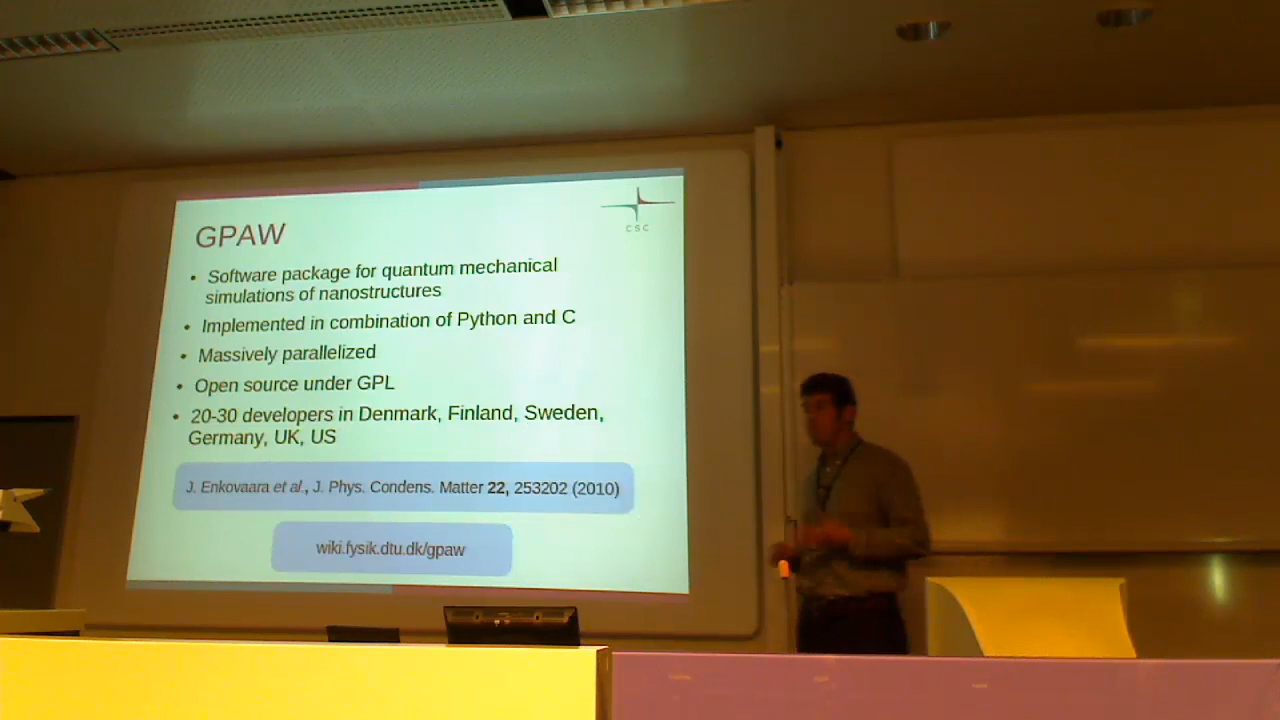 CSC
GPAW
• Software package for quantum mechanical
simulations of nanostructures
• Implemented in combination of Python and C
• Massively parallelized
• Open source under GPL
• 20-30 developers in Denmark, Finland, Sweden,
Germany, UK, US
J. Enkovaara et al., J. Phys. Condens. Matter 22, 253202 (2010)
wiki.fysik.dtu.dk/gpaw